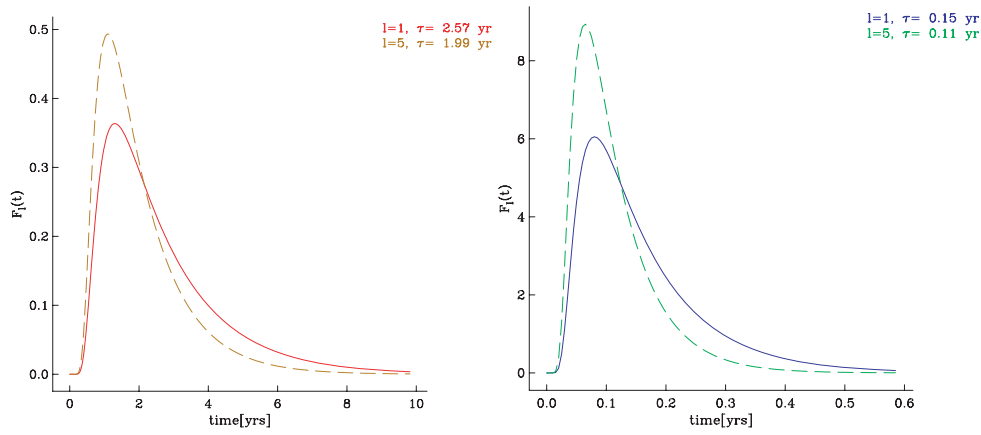 l=1, τ= 2.57 yr
l=5, τ= 1.99 yr
0.5
0.4
0.3
0.2
0.1
0.0
F_l(t)
0 2 4 6 8 10
time[yrs]
l=1, τ= 0.15 yr
l=5, τ= 0.11 yr
8
6
4
2
0
F_l(t)
0.0 0.1 0.2 0.3 0.4 0.5 0.6
time[yrs]